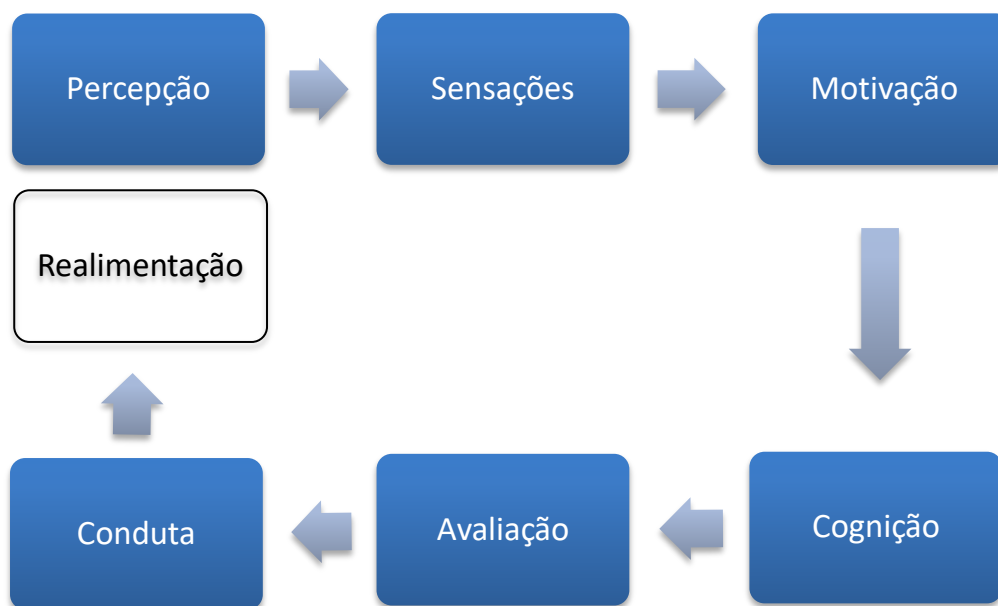 Percepção
Sensações
Motivação
Realimentação
Conduta
Avaliação
Cognição